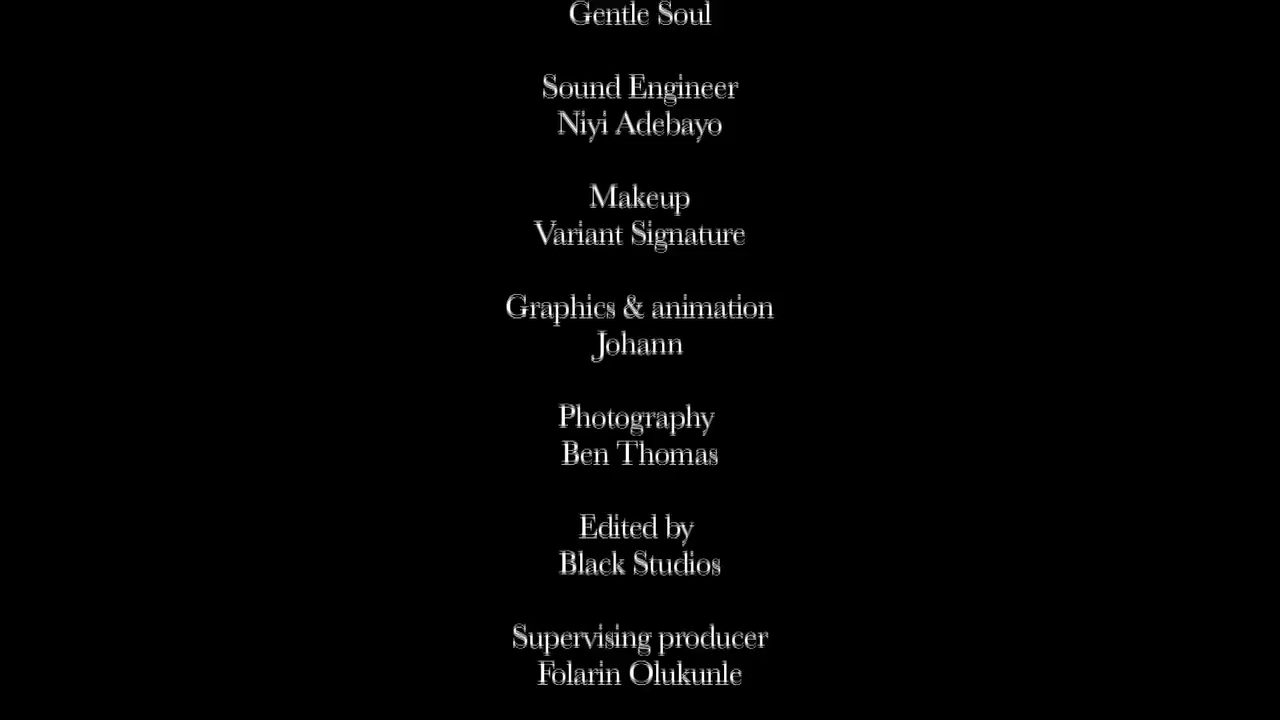 Gentle Soul
Sound Engineer
Niyi Adebayo
Makeup
Variant Signature
Graphics & animation
Johann
Photography
Ben Thomas
Edited by
Black Studios
Supervising producer
Folarin Olukunle